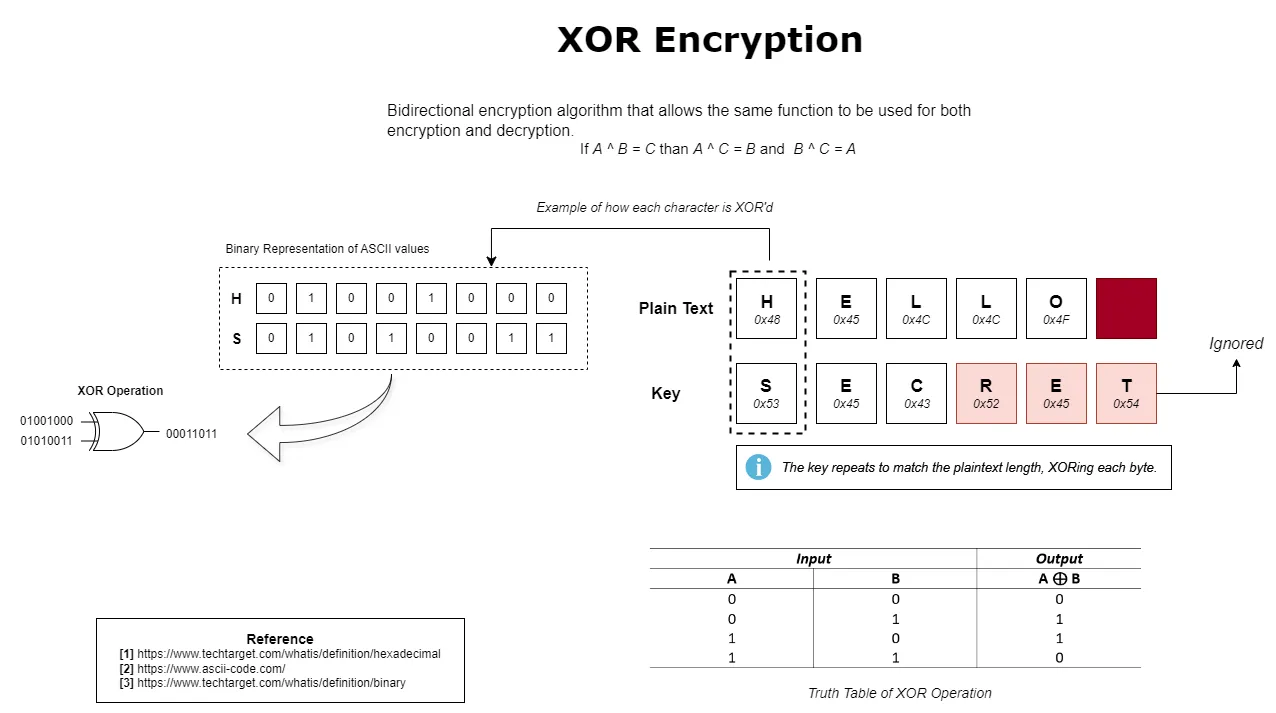 XOR Encryption
Bidirectional encryption algorithm that allows the same function to be used for both
encryption and decryption.
If A ^ B = C than A ^ C = B and B ^ C = A
Example of how each character is XOR'd
Binary Representation of ASCII values
H 0 1 0 0 1 0 0 0
S 0 1 0 1 0 0 1 1
XOR Operation
01001000
01010011
00011011
Plain Text
H E L L O
0x48 0x45 0x4C 0x4C 0x4F
Key
S E C R E T
0x53 0x45 0x43 0x52 0x45 0x54
Ignored
i The key repeats to match the plaintext length, XORing each byte.
Input Output
A B A ⊕ B
0 0 0
0 1 1
1 0 1
1 1 0
Truth Table of XOR Operation
Reference
[1] https://www.techtarget.com/whatis/definition/hexadecimal
[2] https://www.ascii-code.com/
[3] https://www.techtarget.com/whatis/definition/binary